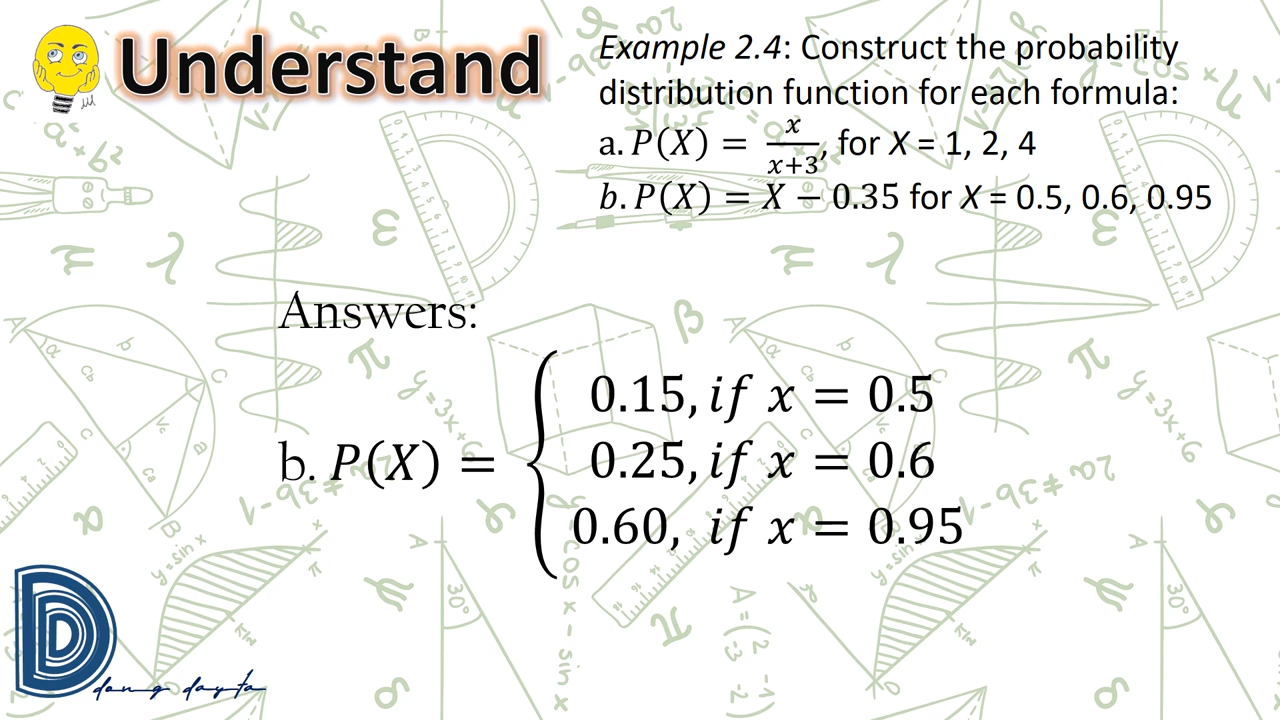 Understand
Example 2.4: Construct the probability
distribution function for each formula:
a. P(X) = x/(x+3), for X = 1, 2, 4
b. P(X) = X − 0.35 for X = 0.5, 0.6, 0.95
Answers:
b. P(X) = { 0.15, if x = 0.5
0.25, if x = 0.6
0.60, if x = 0.95
dang dayta